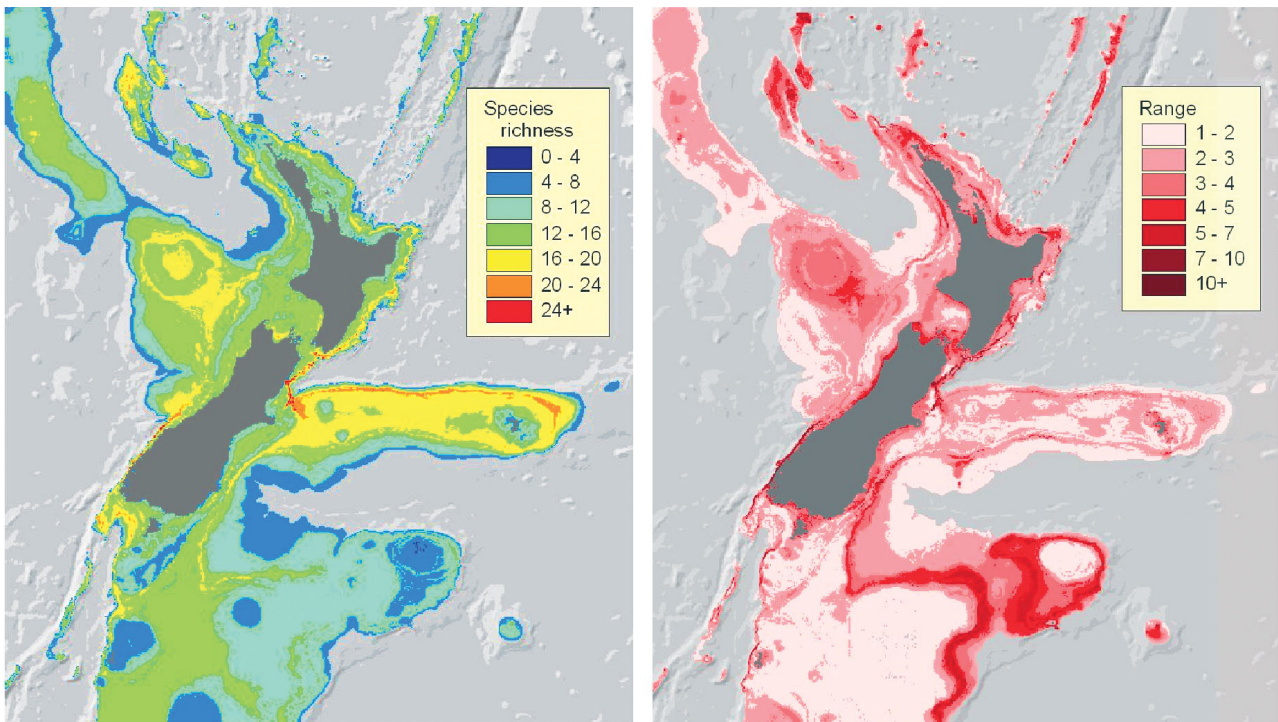 Species
richness
0 - 4
4 - 8
8 - 12
12 - 16
16 - 20
20 - 24
24+
Range
1 - 2
2 - 3
3 - 4
4 - 5
5 - 7
7 - 10
10+